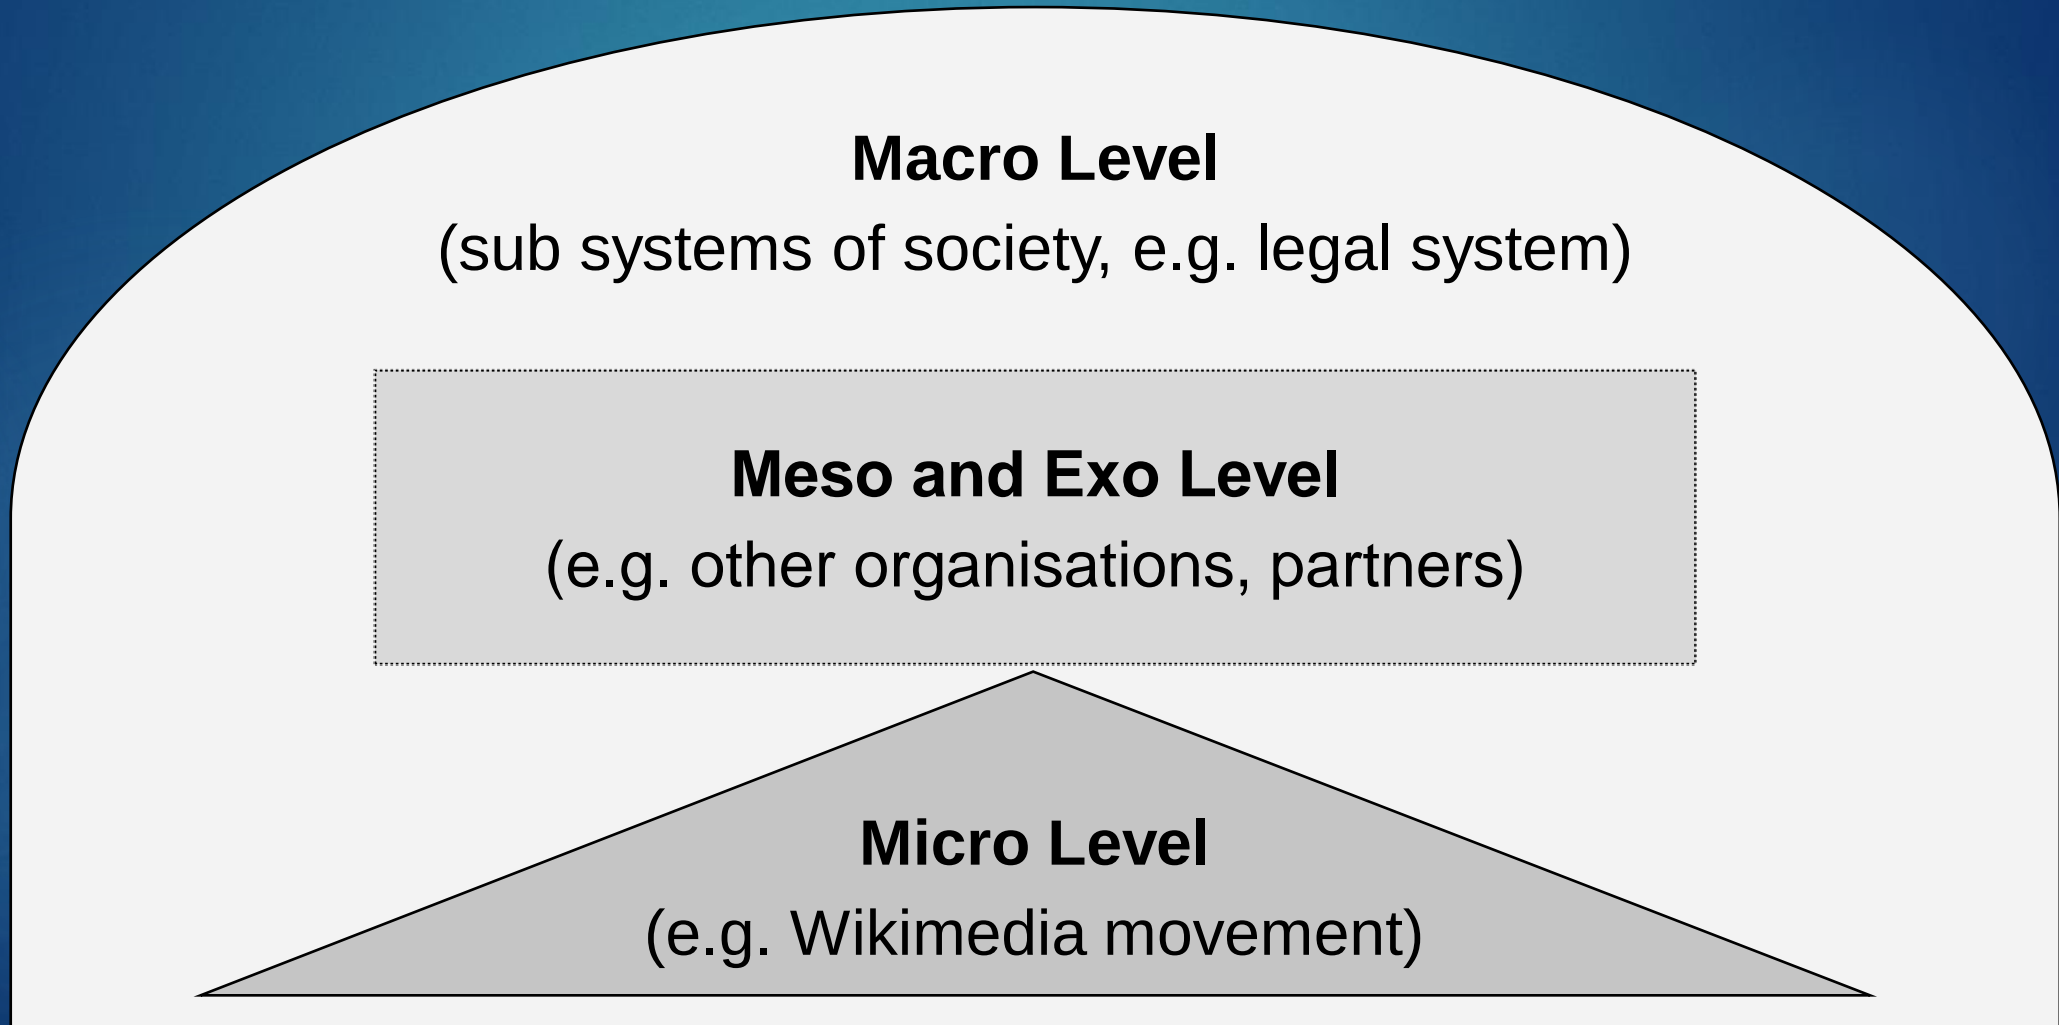 Macro Level
(sub systems of society, e.g. legal system)
Meso and Exo Level
(e.g. other organisations, partners)
Micro Level
(e.g. Wikimedia movement)